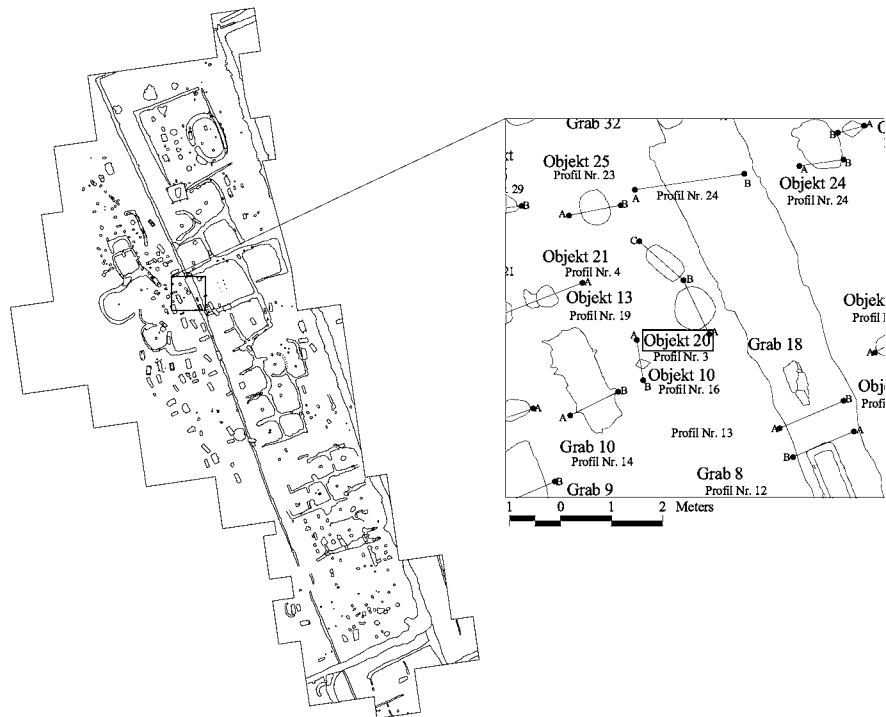 Grab 32
A
B
A
B
Objekt 25
Profil Nr. 23
29
B
A
B
A
Profil Nr. 24
B
Objekt 24
Profil Nr. 24
C
Objekt 21
Profil Nr. 4
21
A
B
Objekt 13
Profil Nr. 19
A
A
Objekt 20
Profil Nr. 3
Grab 18
A
Objekt 10
Profil Nr. 16
B
B
A
A
B
Profil Nr. 13
A
A
B
Grab 10
Profil Nr. 14
Grab 8
Profil Nr. 12
B
Grab 9
1 0 1 2 Meters